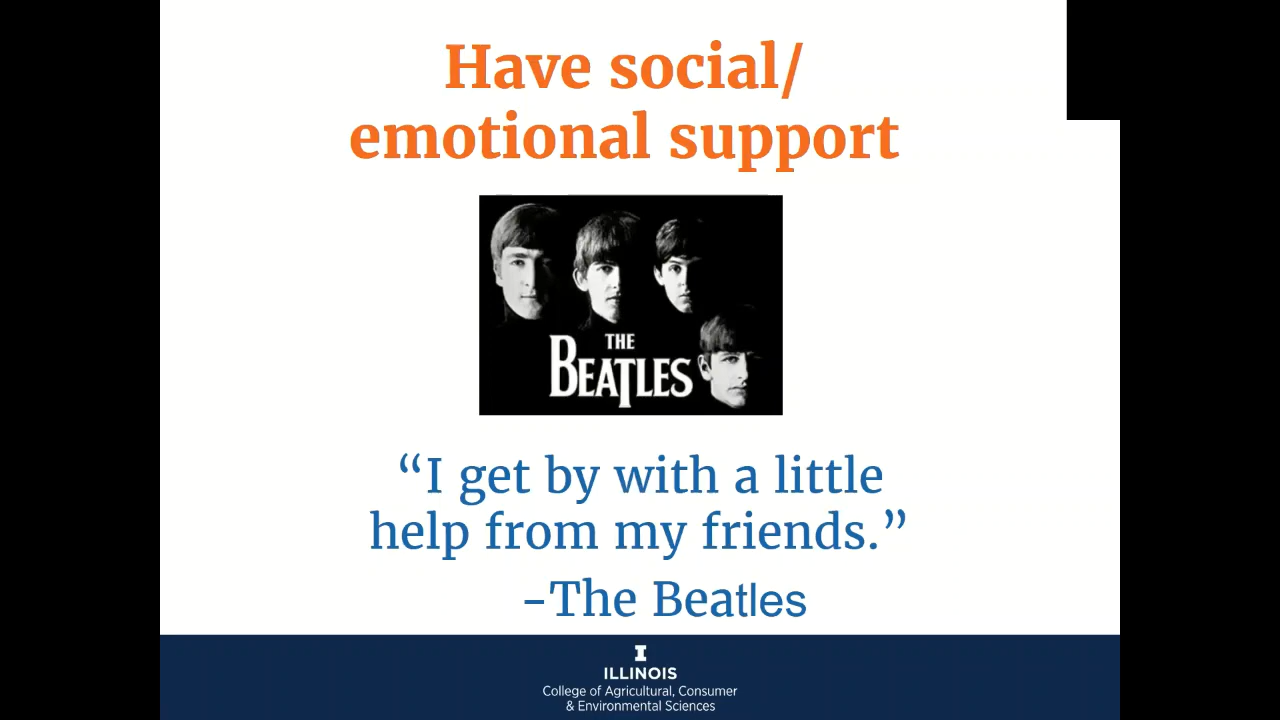 Have social/
emotional support
THE
BEATLES
“I get by with a little
help from my friends.”
-The Beatles
I
ILLINOIS
College of Agricultural, Consumer
& Environmental Sciences